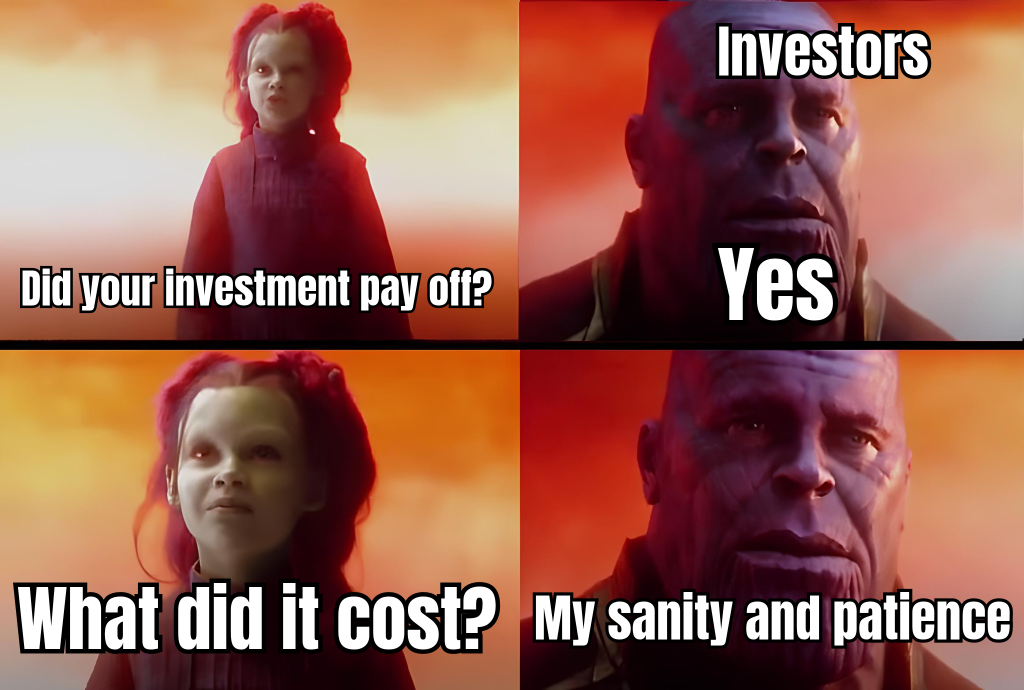 Did your investment pay off?
Investors
Yes
What did it cost?
My sanity and patience